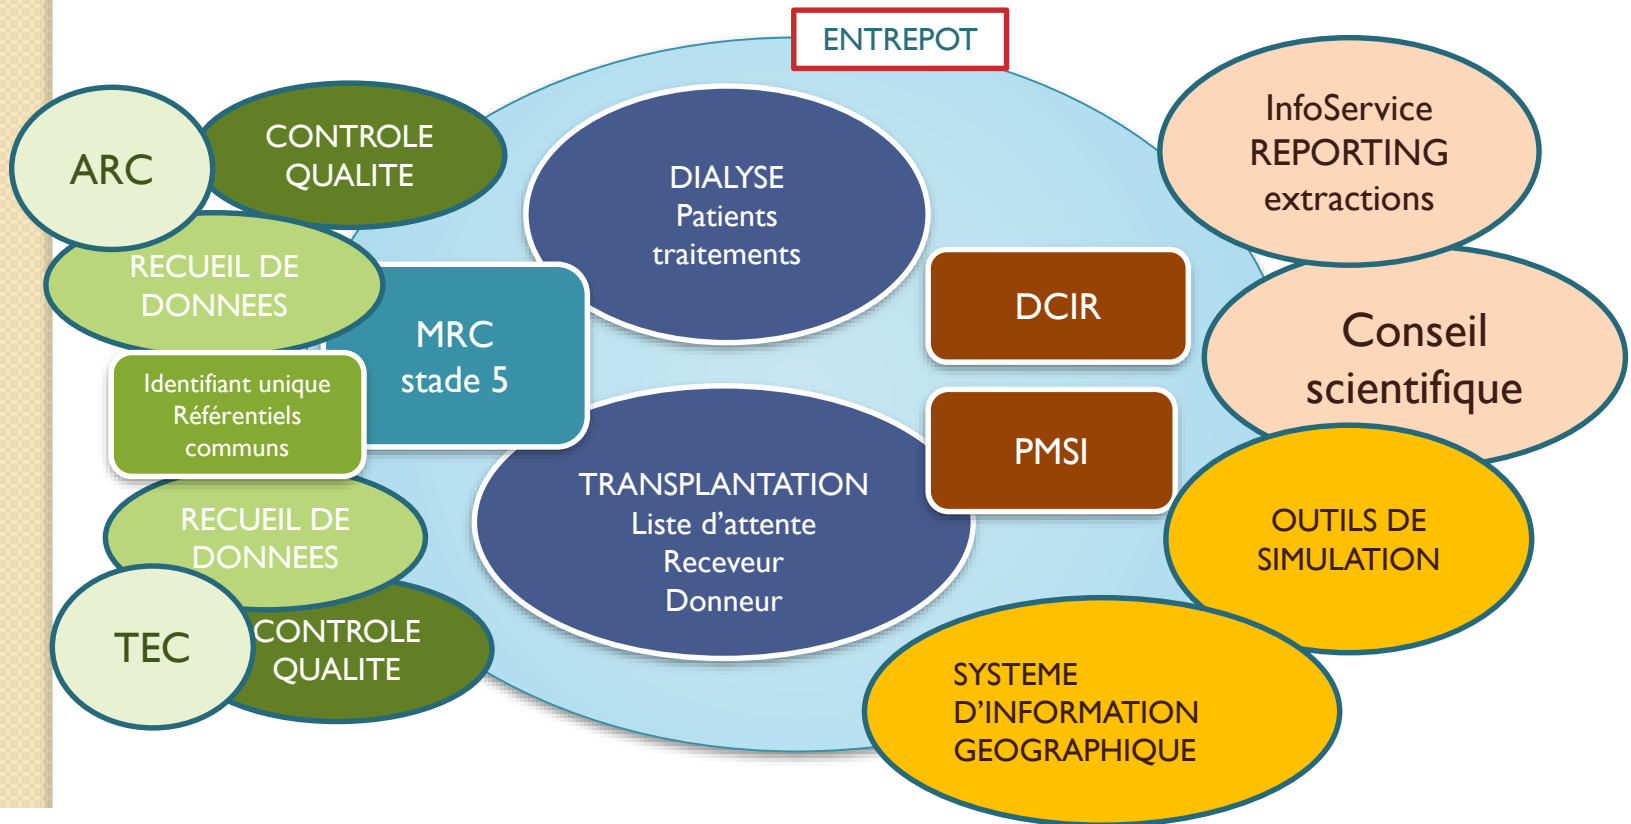 ENTREPOT
ARC
CONTROLE
QUALITE
RECUEIL DE
DONNEES
Identifiant unique
Référentiels
communs
RECUEIL DE
DONNEES
TEC
CONTROLE
QUALITE
MRC
stade 5
DIALYSE
Patients
traitements
TRANSPLANTATION
Liste d’attente
Receveur
Donneur
DCIR
PMSI
InfoService
REPORTING
extractions
Conseil
scientifique
OUTILS DE
SIMULATION
SYSTEME
D’INFORMATION
GEOGRAPHIQUE